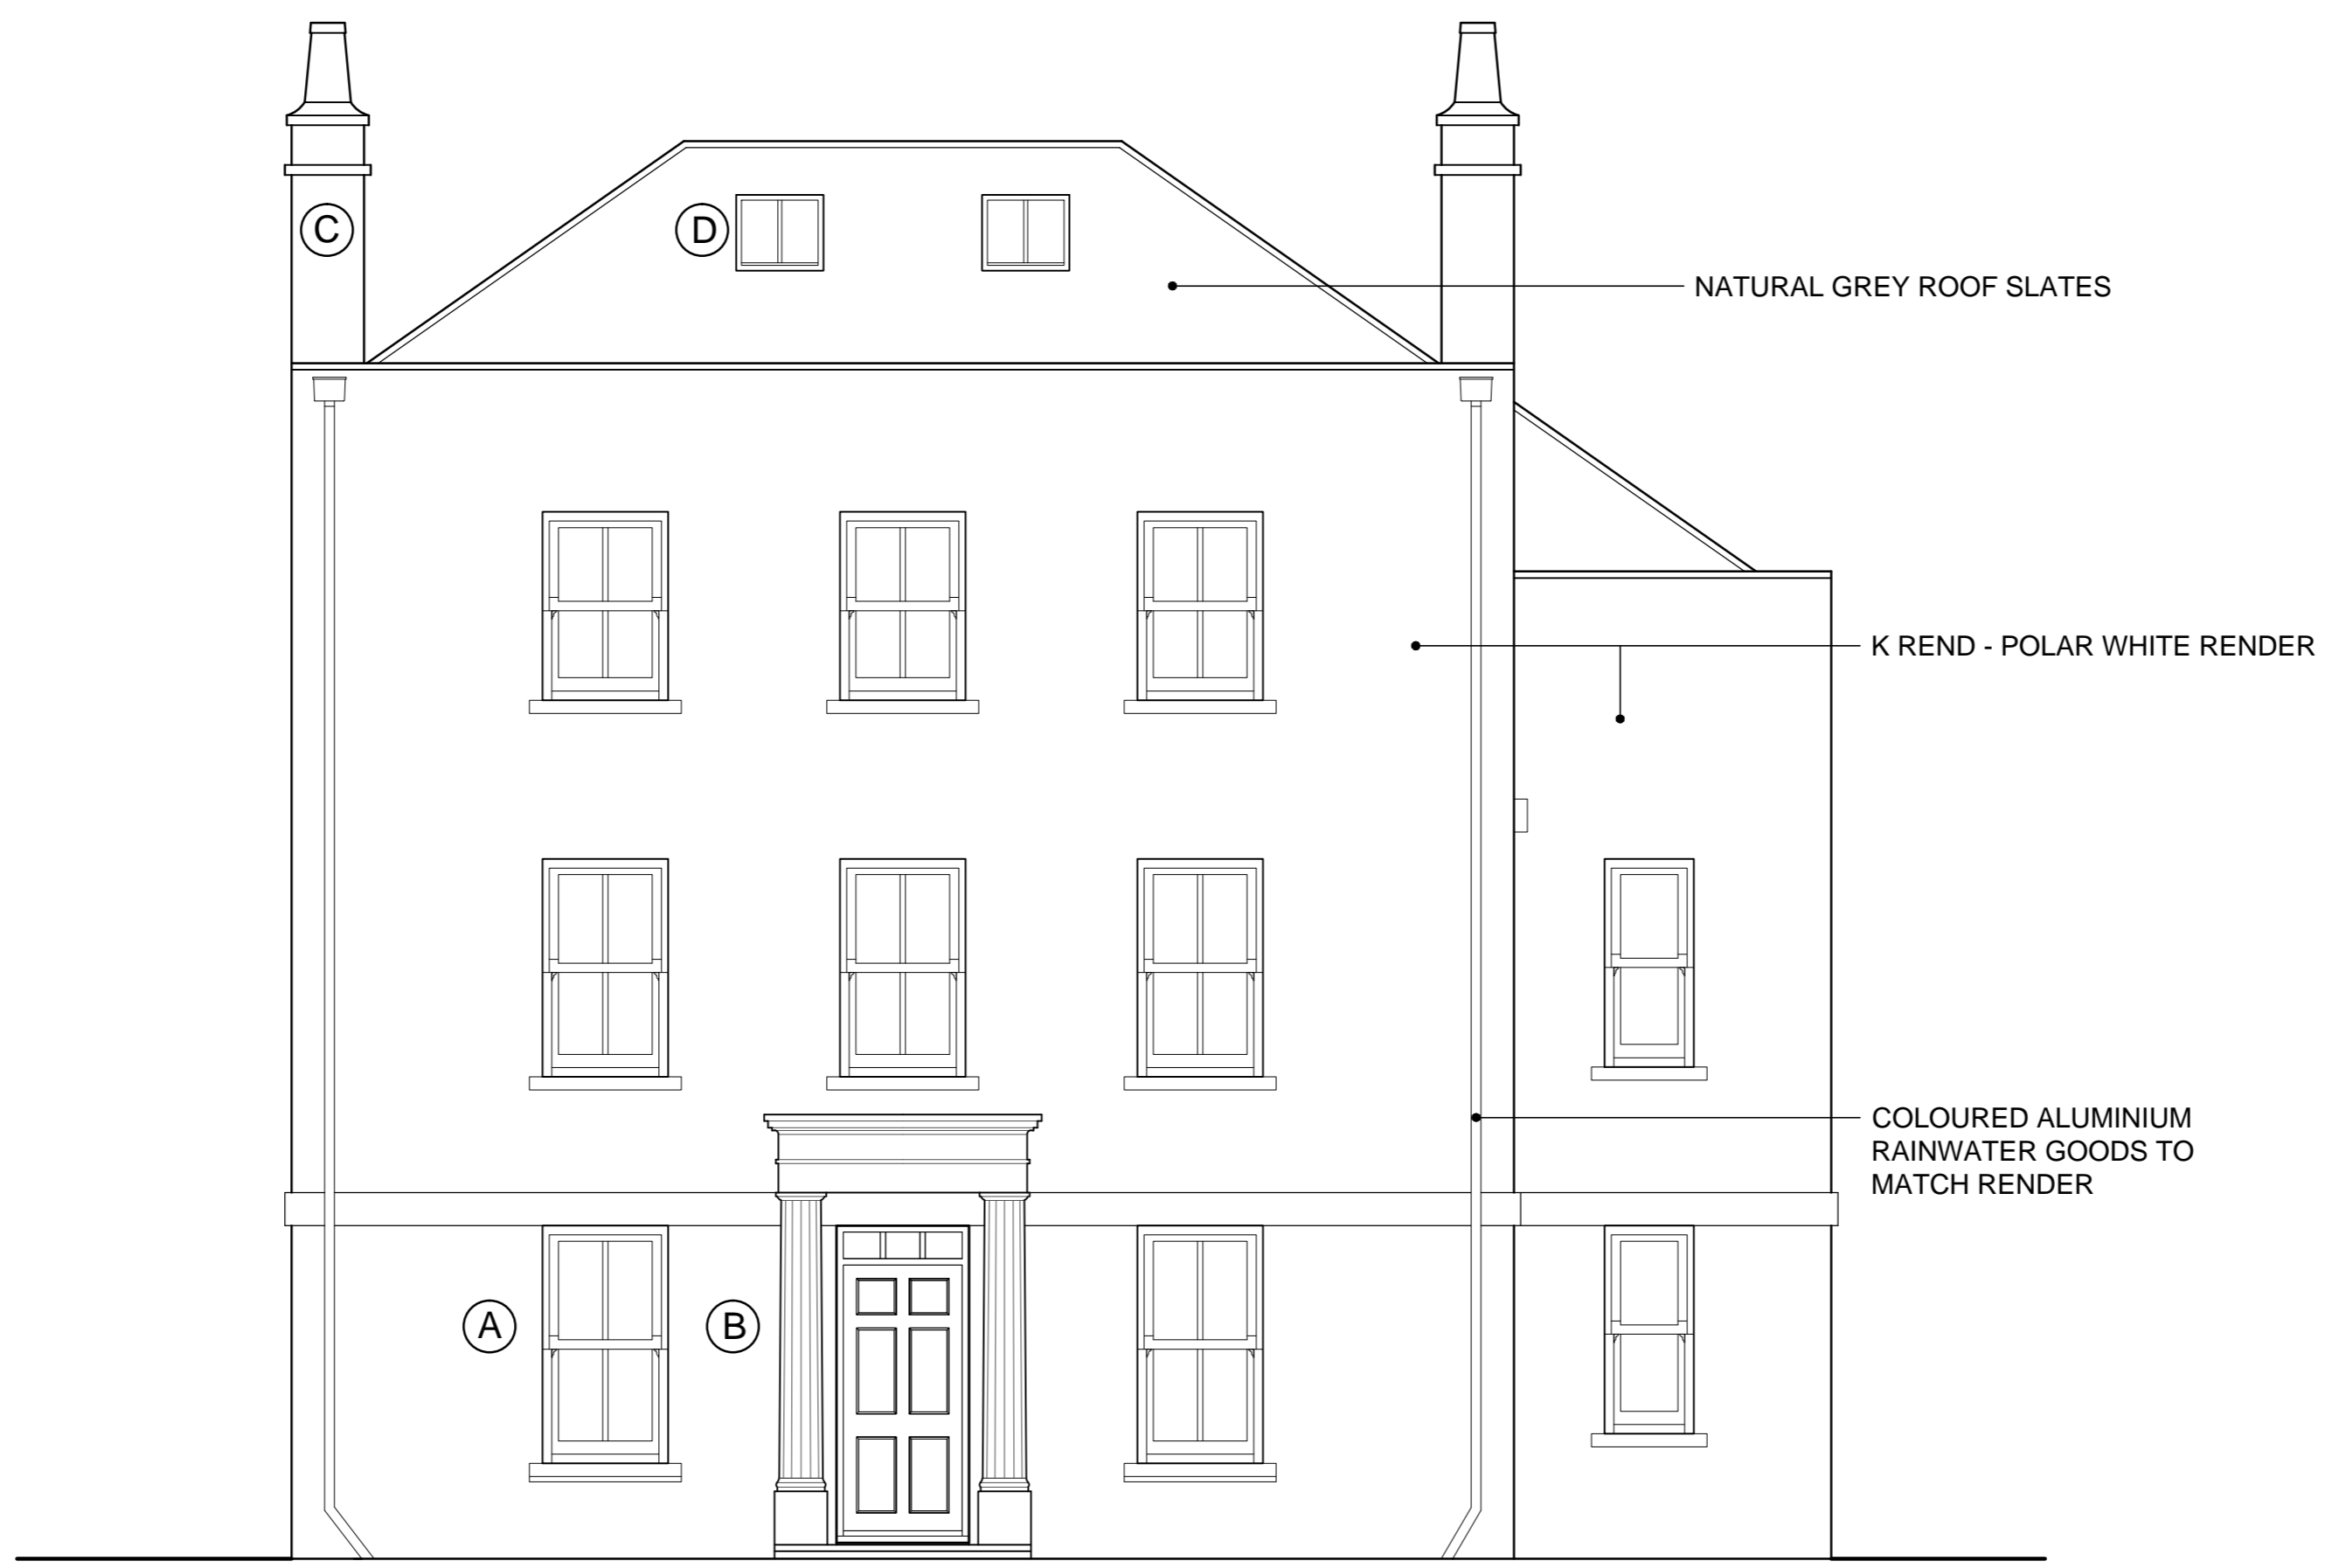 C
D
NATURAL GREY ROOF SLATES
K REND - POLAR WHITE RENDER
COLOURED ALUMINIUM
RAINWATER GOODS TO
MATCH RENDER
A
B